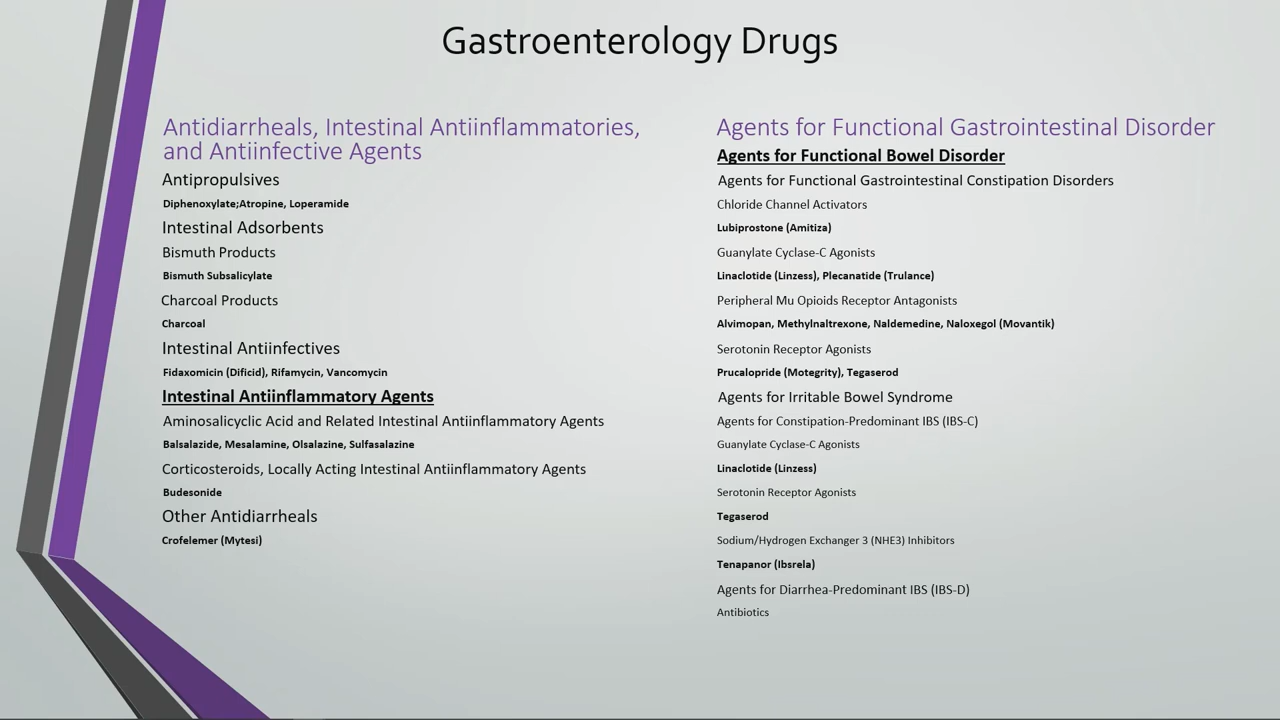 Gastroenterology Drugs
Antidiarrheals, Intestinal Antiinflammatories,
and Antiinfective Agents
Antipropulsives
Diphenoxylate;Atropine, Loperamide
Intestinal Adsorbents
Bismuth Products
Bismuth Subsalicylate
Charcoal Products
Charcoal
Intestinal Antiinfectives
Fidaxomicin (Dificid), Rifamycin, Vancomycin
Intestinal Antiinflammatory Agents
Aminosalicyclic Acid and Related Intestinal Antiinflammatory Agents
Balsalazide, Mesalamine, Olsalazine, Sulfasalazine
Corticosteroids, Locally Acting Intestinal Antiinflammatory Agents
Budesonide
Other Antidiarrheals
Crofelemer (Mytesi)
Agents for Functional Gastrointestinal Disorder
Agents for Functional Bowel Disorder
Agents for Functional Gastrointestinal Constipation Disorders
Chloride Channel Activators
Lubiprostone (Amitiza)
Guanylate Cyclase-C Agonists
Linaclotide (Linzess), Plecanatide (Trulance)
Peripheral Mu Opioids Receptor Antagonists
Alvimopan, Methylnaltrexone, Naldemedine, Naloxegol (Movantik)
Serotonin Receptor Agonists
Prucalopride (Motegrity), Tegaserod
Agents for Irritable Bowel Syndrome
Agents for Constipation-Predominant IBS (IBS-C)
Guanylate Cyclase-C Agonists
Linaclotide (Linzess)
Serotonin Receptor Agonists
Tegaserod
Sodium/Hydrogen Exchanger 3 (NHE3) Inhibitors
Tenapanor (Ibsrela)
Agents for Diarrhea-Predominant IBS (IBS-D)
Antibiotics